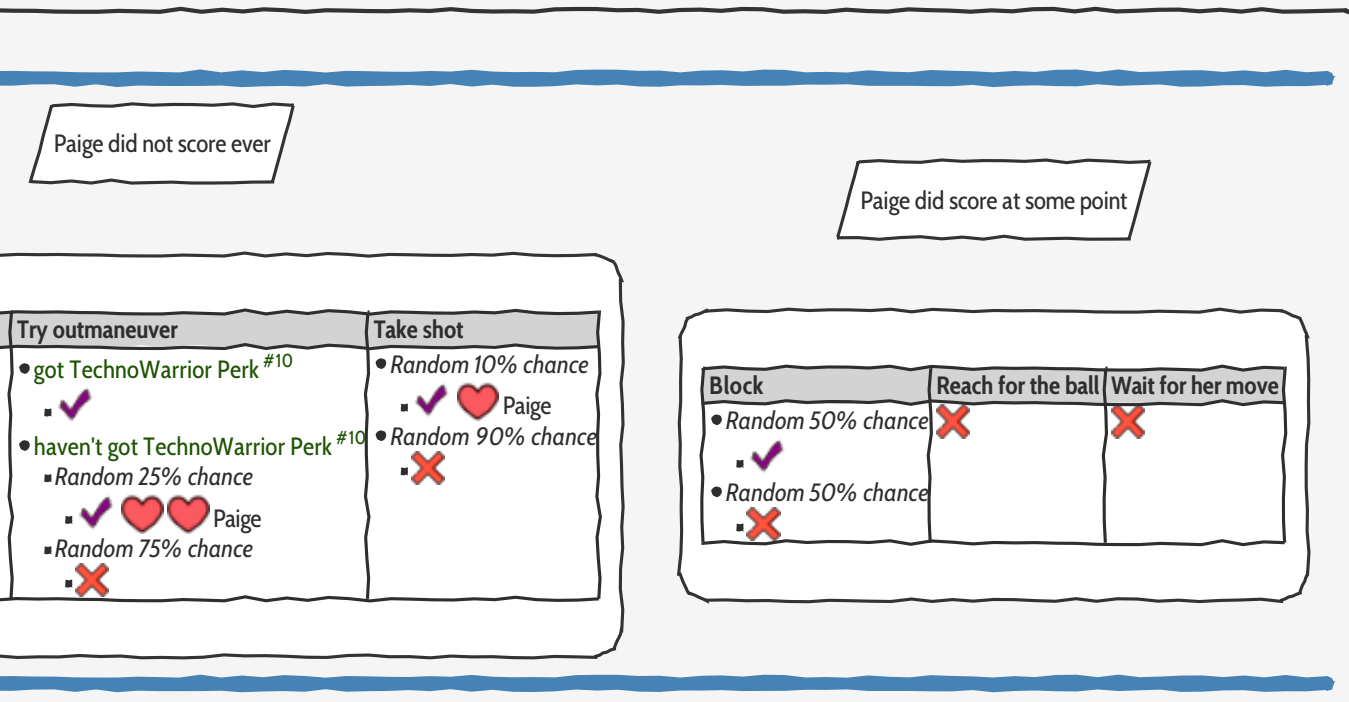 Paige did not score ever
Paige did score at some point
Try outmaneuver
got TechnoWarrior Perk #10
haven't got TechnoWarrior Perk #10
Random 25% chance
Paige
Random 75% chance
Take shot
Random 10% chance
Paige
Random 90% chance
Block
Random 50% chance
Random 50% chance
Reach for the ball
Wait for her move